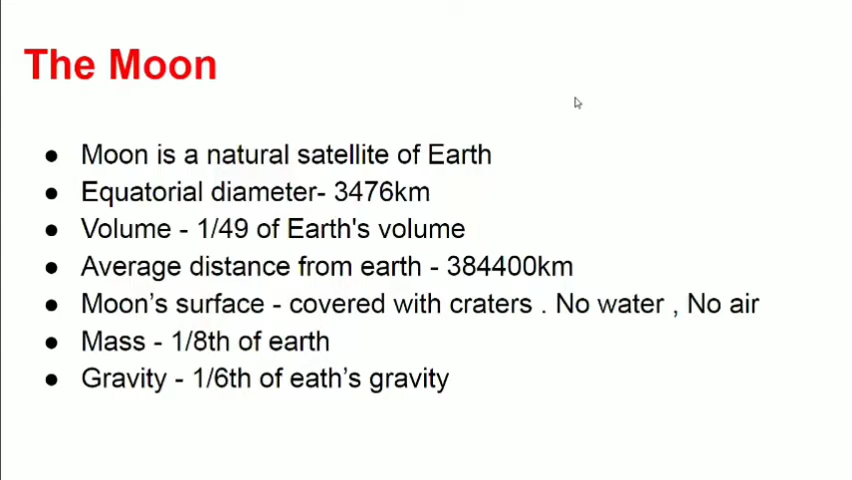 The Moon
● Moon is a natural satellite of Earth
● Equatorial diameter- 3476km
● Volume - 1/49 of Earth's volume
● Average distance from earth - 384400km
● Moon’s surface - covered with craters . No water , No air
● Mass - 1/8th of earth
● Gravity - 1/6th of eath’s gravity